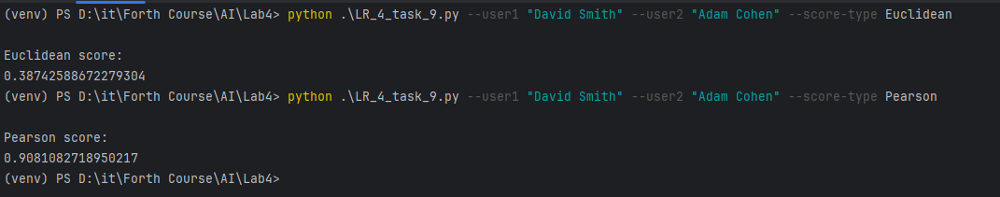 (venv) PS D:\it\Forth Course\AI\Lab4> python .\LR_4_task_9.py --user1 "David Smith" --user2 "Adam Cohen" --score-type Euclidean
Euclidean score:
0.38742588672279304
(venv) PS D:\it\Forth Course\AI\Lab4> python .\LR_4_task_9.py --user1 "David Smith" --user2 "Adam Cohen" --score-type Pearson
Pearson score:
0.9081082718950217
(venv) PS D:\it\Forth Course\AI\Lab4>